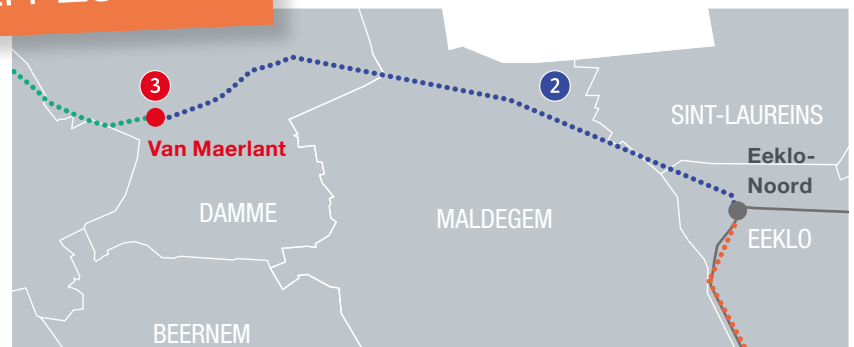 3
2
SINT-LAUREINS
Van Maerlant
Eeklo-
Noord
DAMME
MALDEGEM
EEKLO
BEERNEM